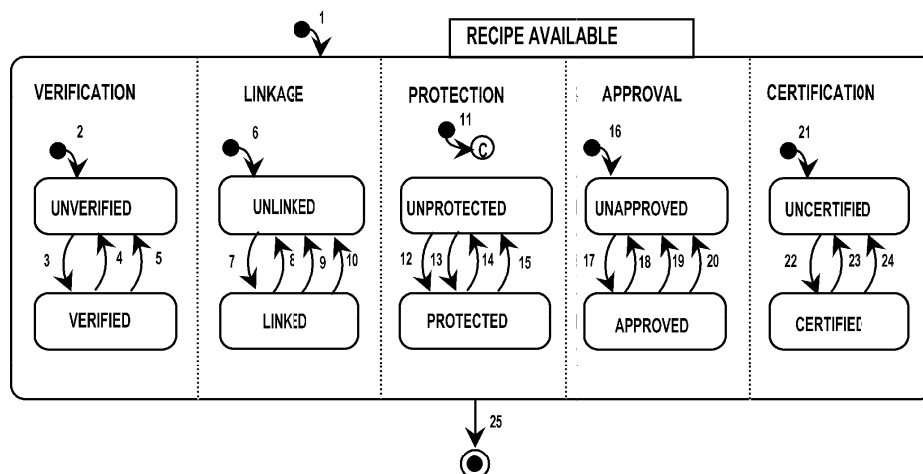 1
RECIPE AVAILABLE
VERIFICATION LINKAGE PROTECTION APPROVAL CERTIFICATION
2 6 11 16 21
C
UNVERIFIED UNLINKED UNPROTECTED UNAPPROVED UNCERTIFIED
3 4 5 7 8 9 10 12 13 14 15 17 18 19 20 22 23 24
VERIFIED LINKED PROTECTED APPROVED CERTIFIED
25